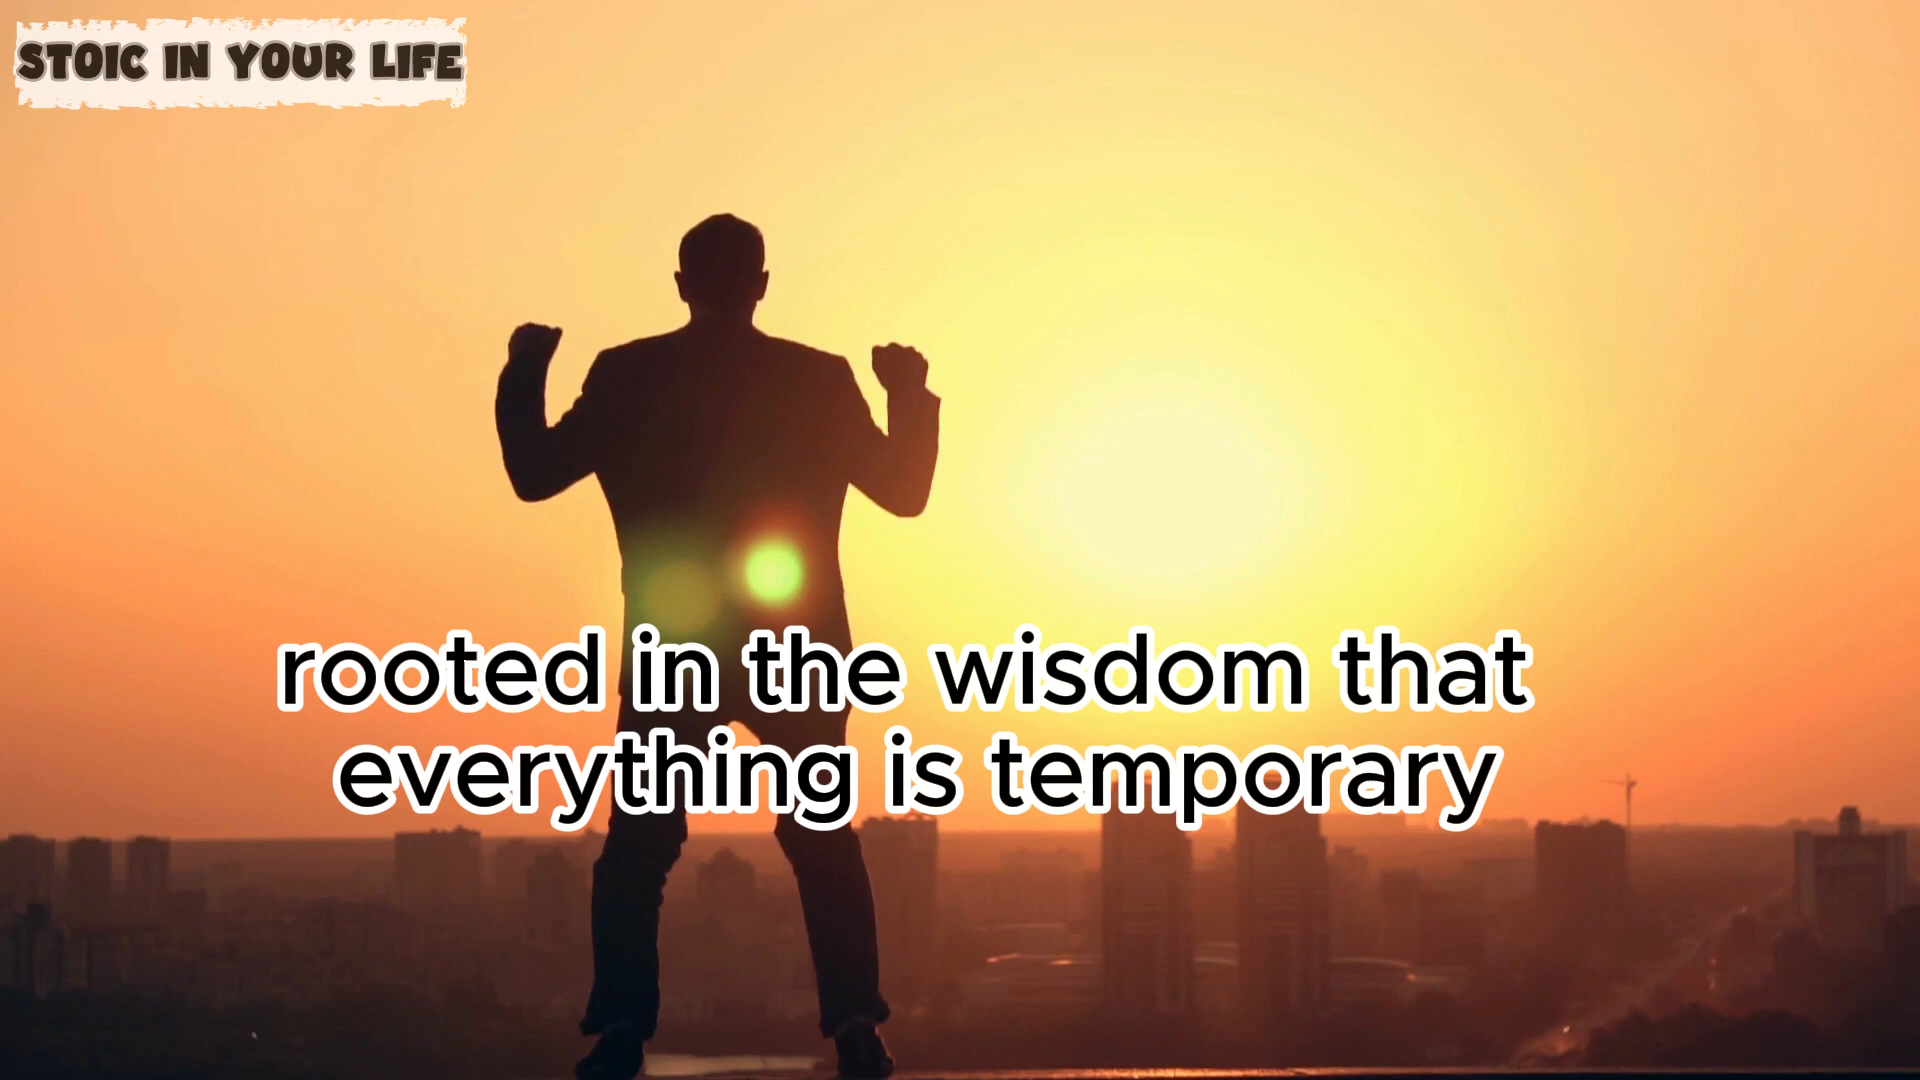 STOIC IN YOUR LIFE
rooted in the wisdom that
everything is temporary